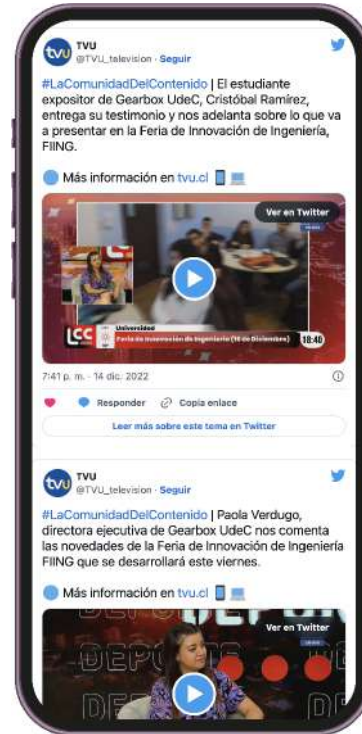 tvu
TVU
@TVU_television · Seguir
#LaComunidadDelContenido | El estudiante
expositor de Gearbox UdeC, Cristóbal Ramírez,
entrega su testimonio y nos adelanta sobre lo que va
a presentar en la Feria de Innovación de Ingeniería,
FIING.
Más información en tvu.cl
Ver en Twitter
LCC
Universidad
Feria de Innovación de Ingeniería (16 de Diciembre)
18:40
7:41 p. m. · 14 dic. 2022
Responder
Copia enlace
Leer más sobre este tema en Twitter
tvu
TVU
@TVU_television · Seguir
#LaComunidadDelContenido | Paola Verdugo,
directora ejecutiva de Gearbox UdeC nos comenta
las novedades de la Feria de Innovación de Ingeniería
FIING que se desarrollará este viernes.
Más información en tvu.cl
Ver en Twitter